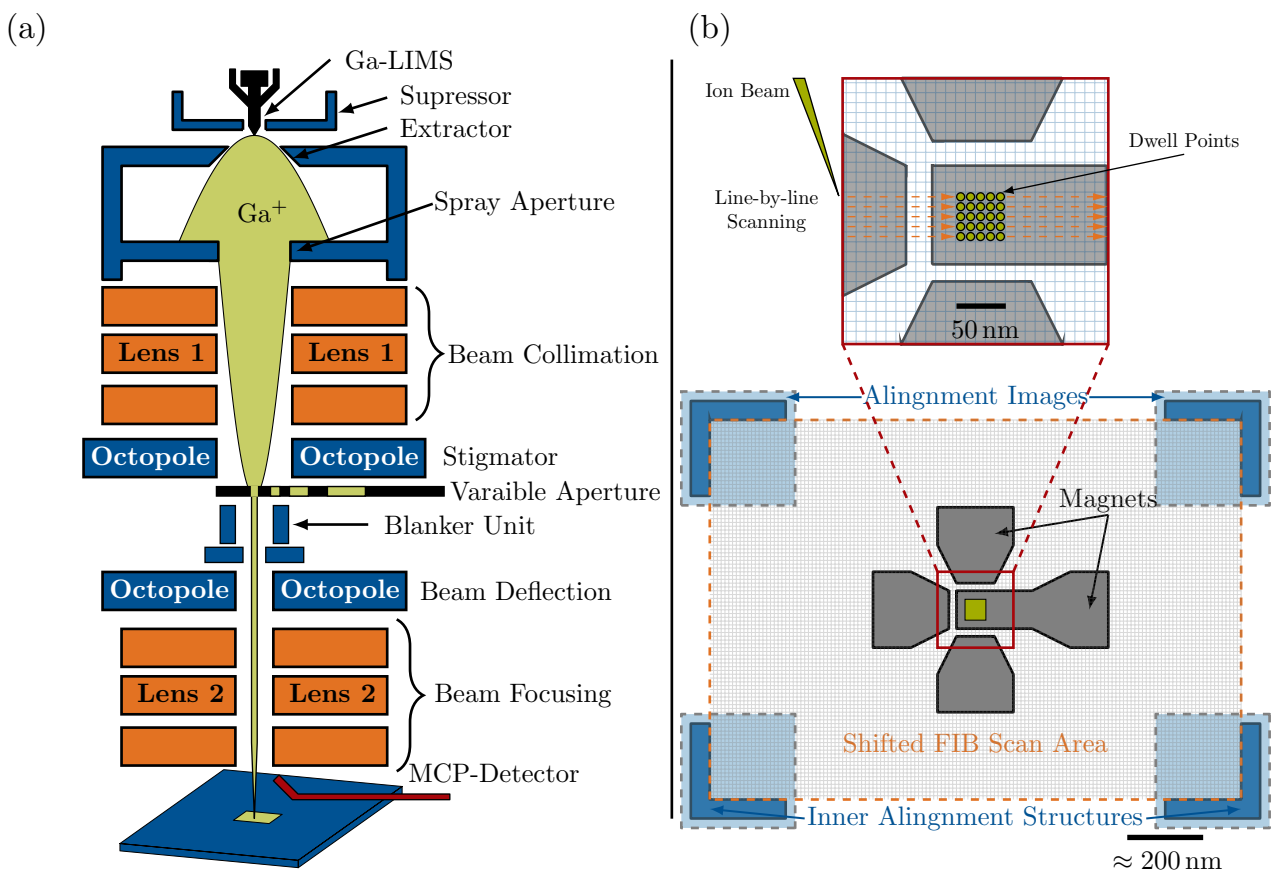 (a)
Ga-LIMS
Supressor
Extractor
Ga+
Spray Aperture
Lens 1
Lens 1
Beam Collimation
Octopole
Octopole
Stigmator
Varaible Aperture
Blanker Unit
Octopole
Octopole
Beam Deflection
Lens 2
Lens 2
Beam Focusing
MCP-Detector
(b)
Ion Beam
Dwell Points
Line-by-line
Scanning
50 nm
Alingnment Images
Magnets
Shifted FIB Scan Area
Inner Alingnment Structures
≈ 200 nm